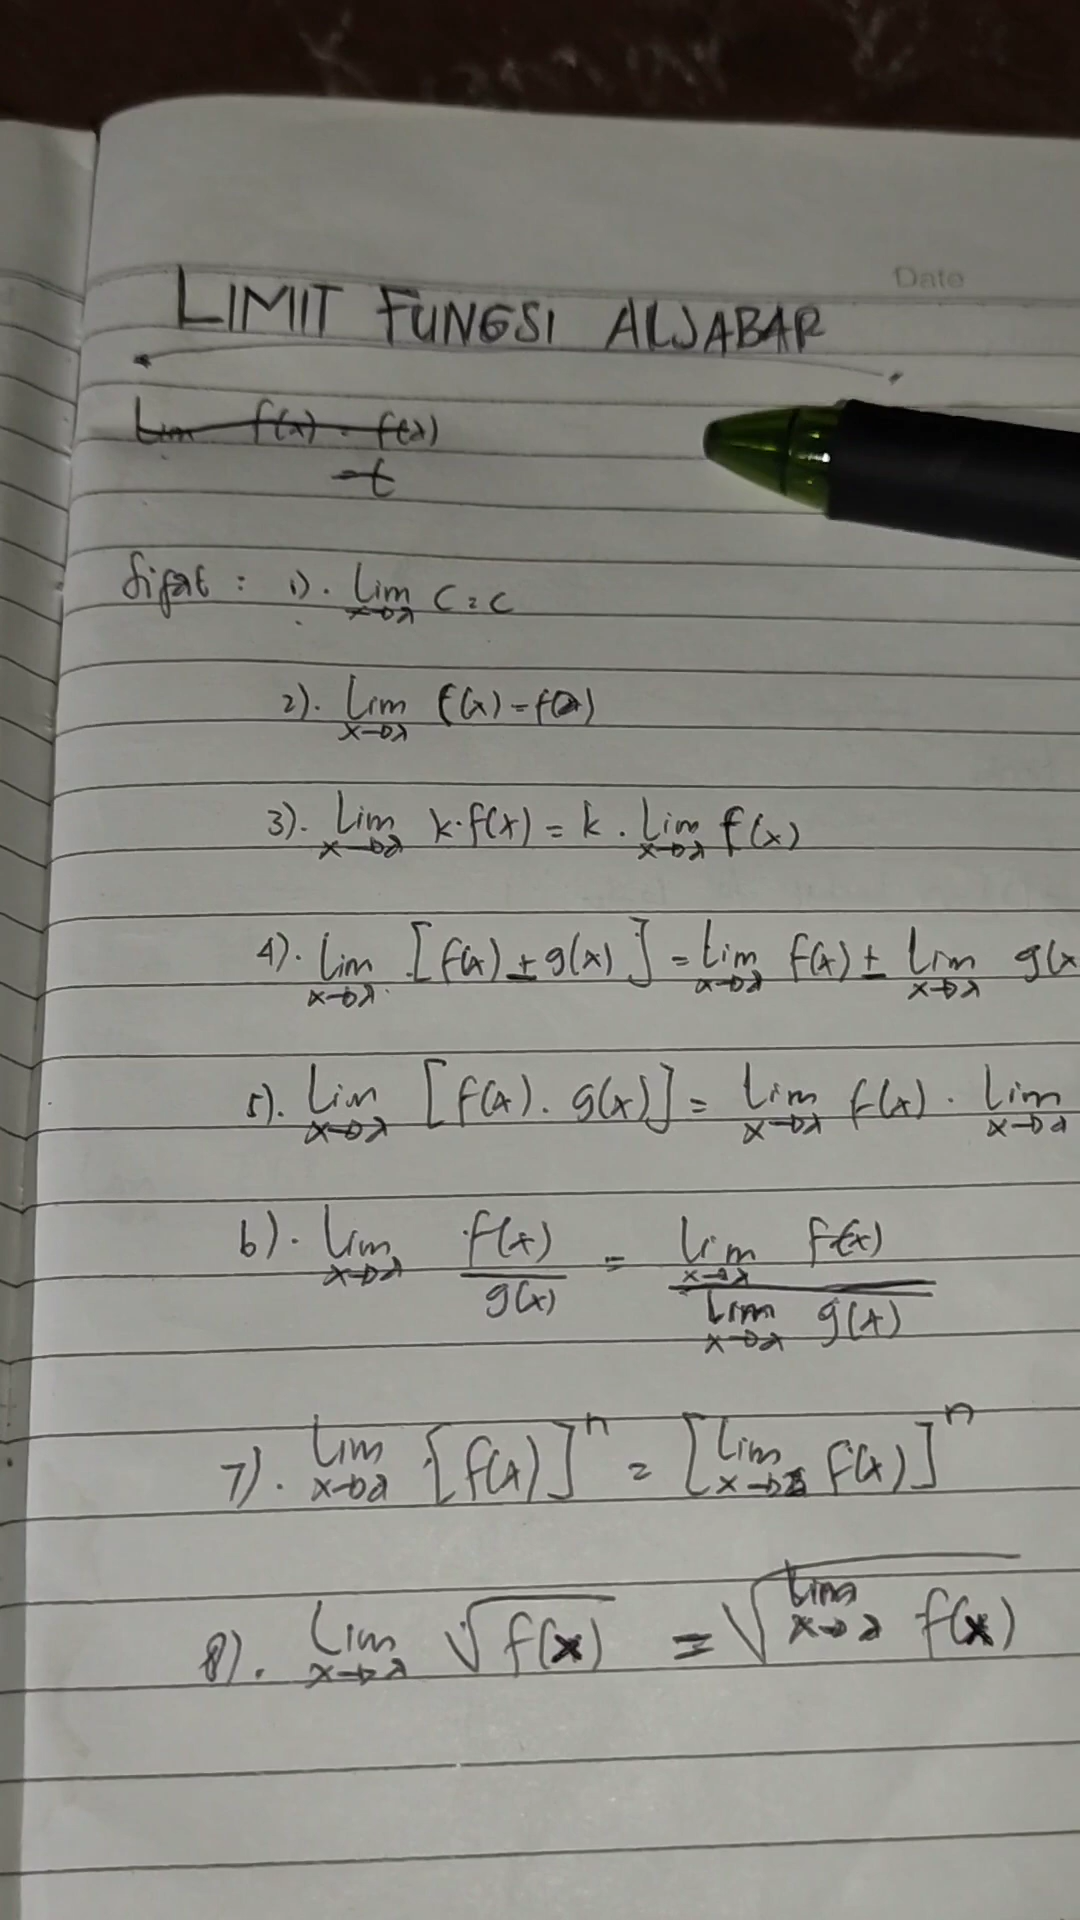 Date
LIMIT FUNGSI ALJABAR
Lim f(x) . f(a)
Sifat : 1). Lim C = C
x→a
2). Lim f(x) = f(a)
x→a
3). Lim k.f(x) = k . Lim f(x)
x→a x→a
4). Lim [f(x) ± g(x)] = Lim f(x) ± Lim g(x
x→a x→a x→a
5). Lim [f(x) . g(x)] = Lim f(x) . Lim
x→a x→a x→a
6). Lim f(x) = Lim f(x)
x→a g(x) x→a
Lim g(x)
x→a
7). Lim [f(x)]ⁿ = [Lim f(x)]ⁿ
x→a x→a
8). Lim √f(x) = √Lim f(x)
x→a x→a